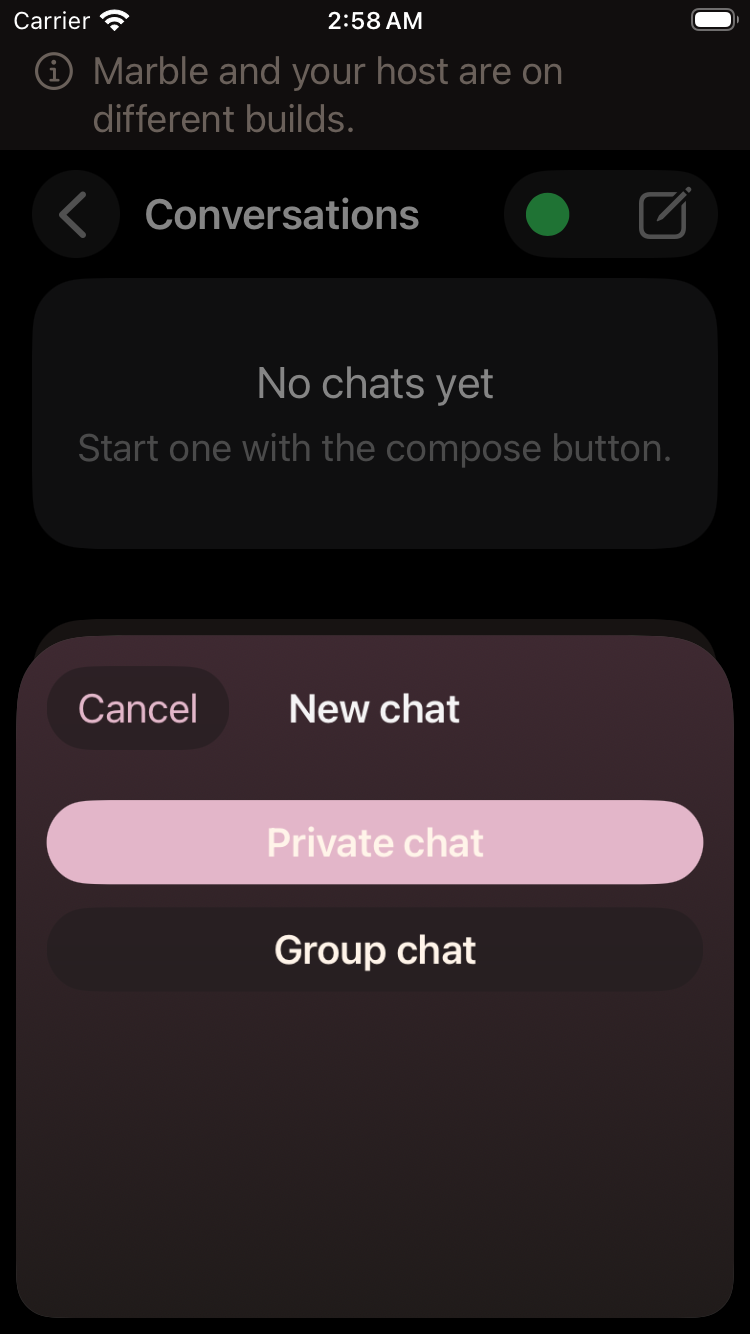 Carrier 2:58 AM
Marble and your host are on
different builds.
Conversations
No chats yet
Start one with the compose button.
Cancel New chat
Private chat
Group chat